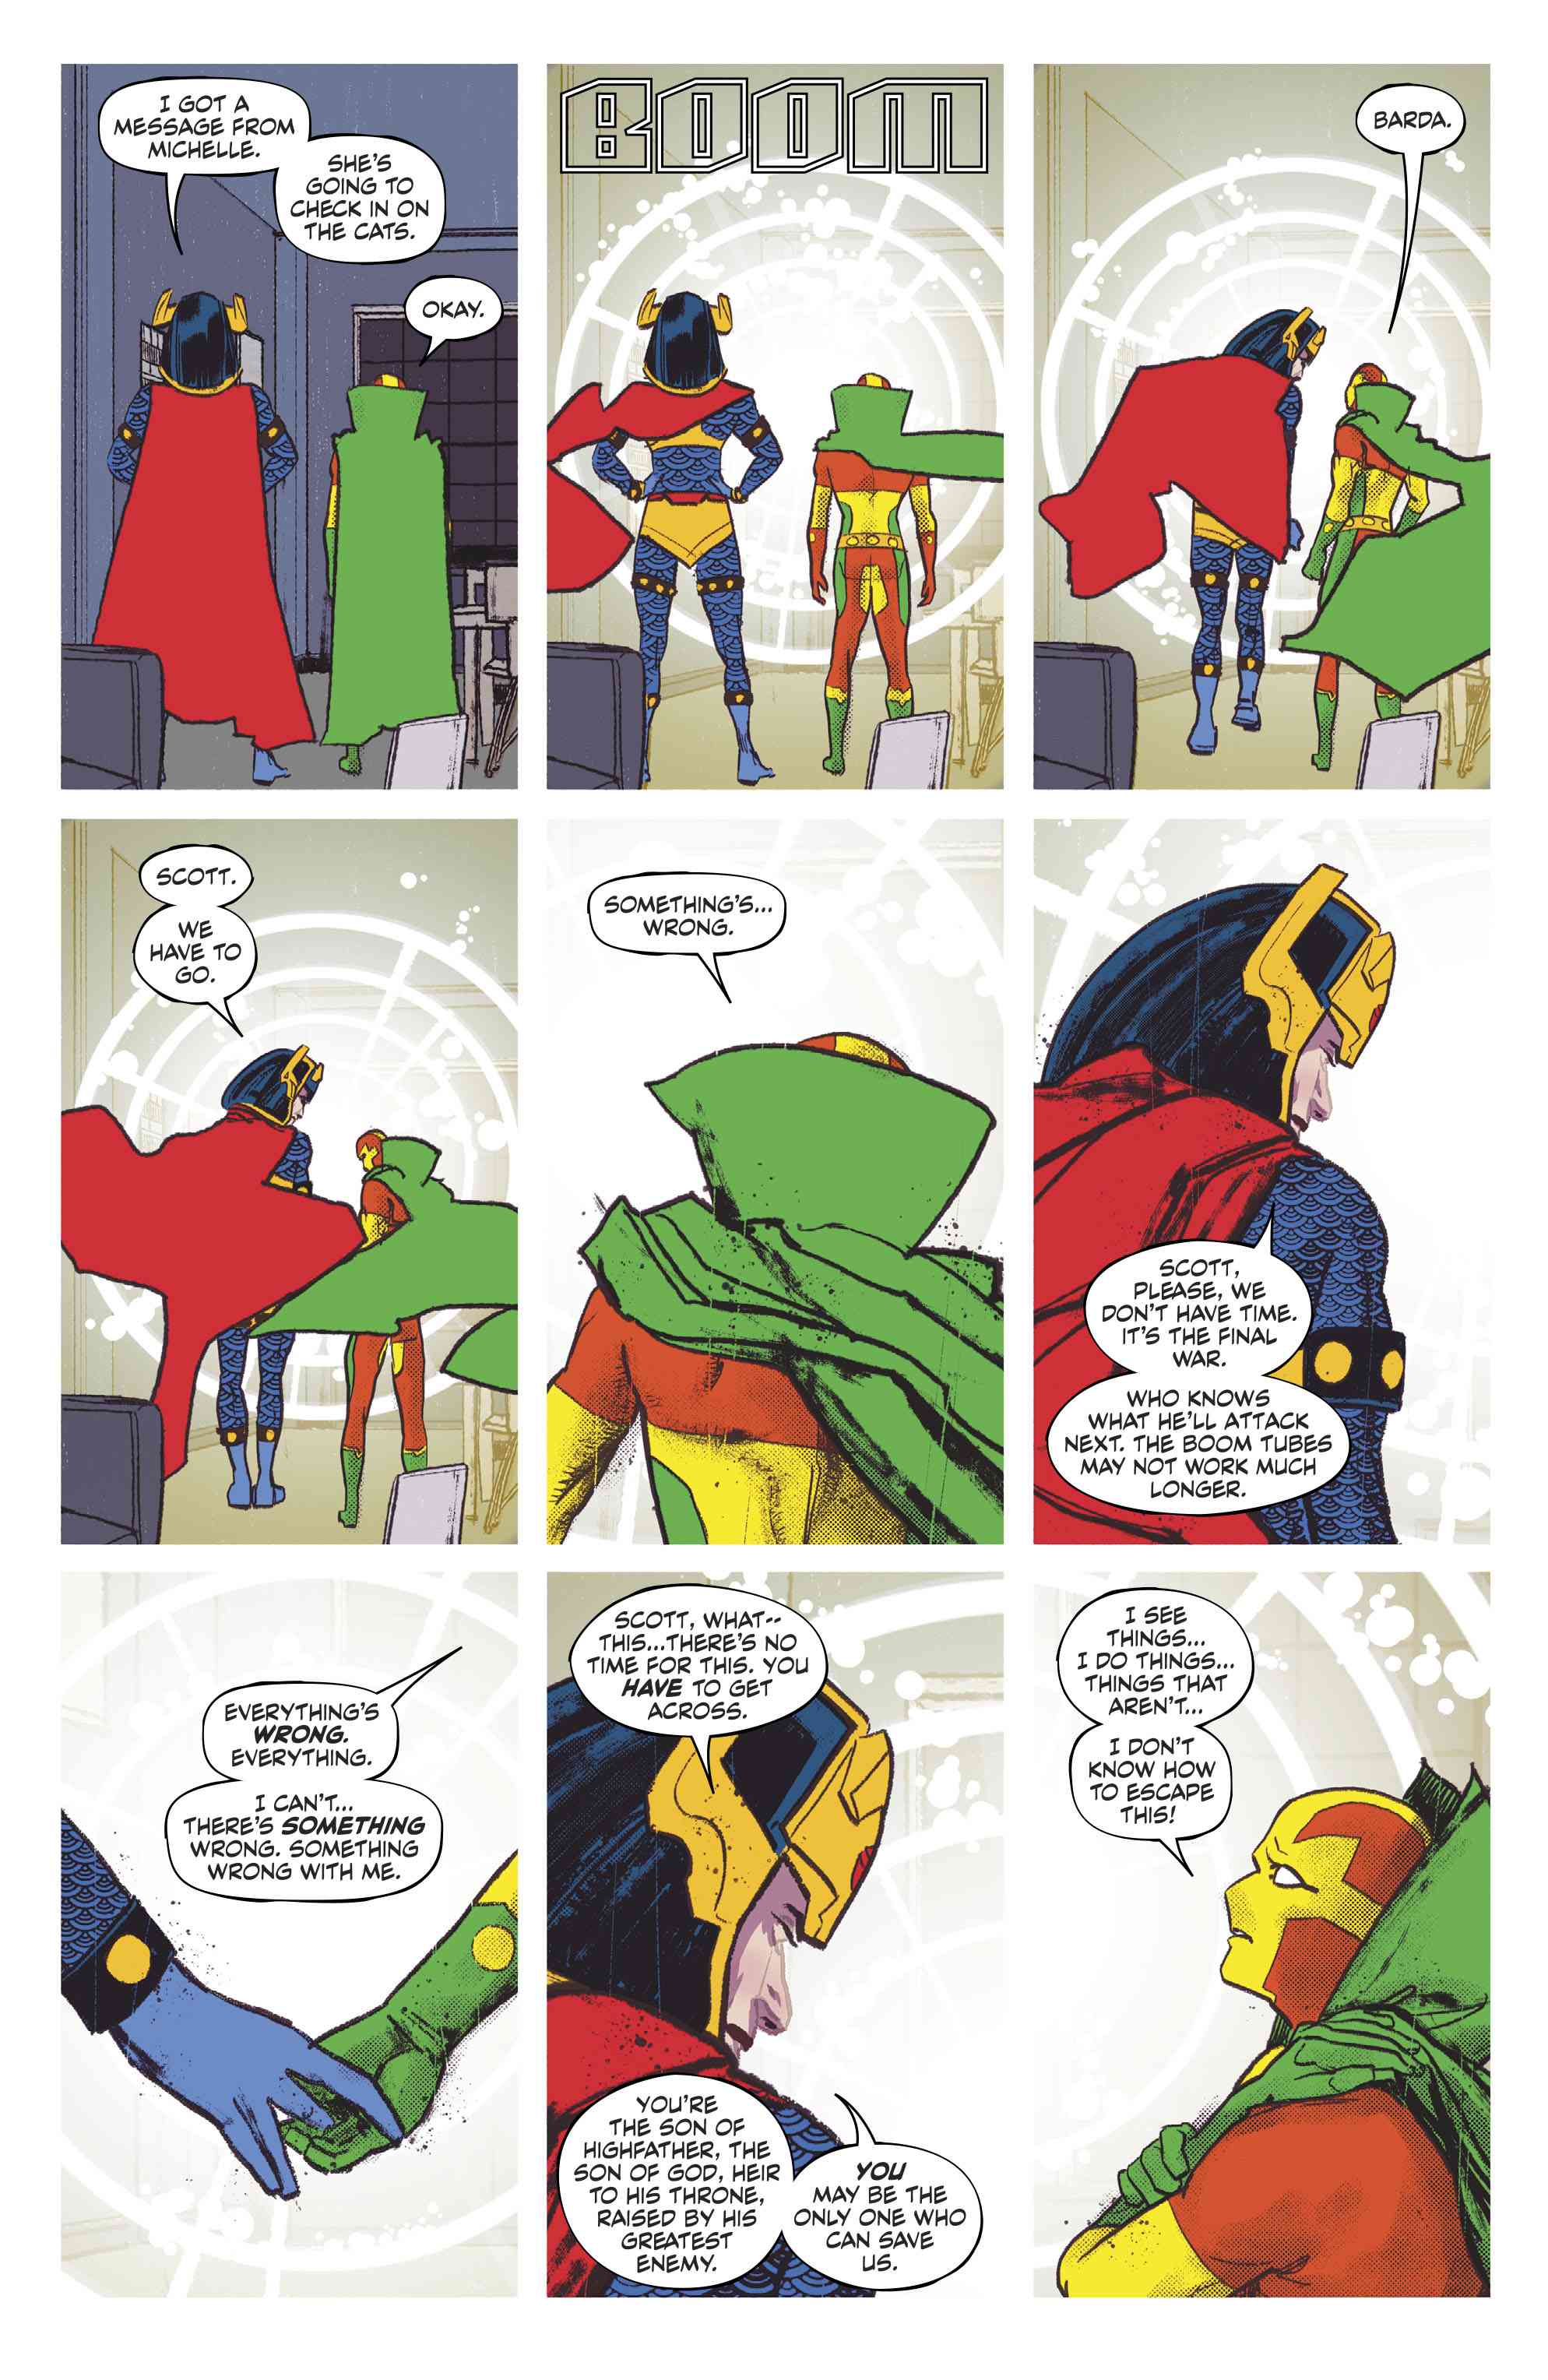 I GOT A
MESSAGE FROM
MICHELLE.
SHE'S
GOING TO
CHECK IN ON
THE CATS.
OKAY.
BOOM
BARDA.
SCOTT.
WE
HAVE TO
GO.
SOMETHING'S...
WRONG.
SCOTT,
PLEASE, WE
DON'T HAVE TIME.
IT'S THE FINAL
WAR.
WHO KNOWS
WHAT HE'LL ATTACK
NEXT. THE BOOM TUBES
MAY NOT WORK MUCH
LONGER.
EVERYTHING'S
WRONG.
EVERYTHING.
I CAN'T...
THERE'S SOMETHING
WRONG. SOMETHING
WRONG WITH ME.
SCOTT, WHAT--
THIS...THERE'S NO
TIME FOR THIS. YOU
HAVE TO GET
ACROSS.
YOU'RE
THE SON OF
HIGHFATHER, THE
SON OF GOD, HEIR
TO HIS THRONE,
RAISED BY HIS
GREATEST
ENEMY.
YOU
MAY BE THE
ONLY ONE WHO
CAN SAVE
US.
I SEE
THINGS...
I DO THINGS...
THINGS THAT
AREN'T...
I DON'T
KNOW HOW
TO ESCAPE
THIS!